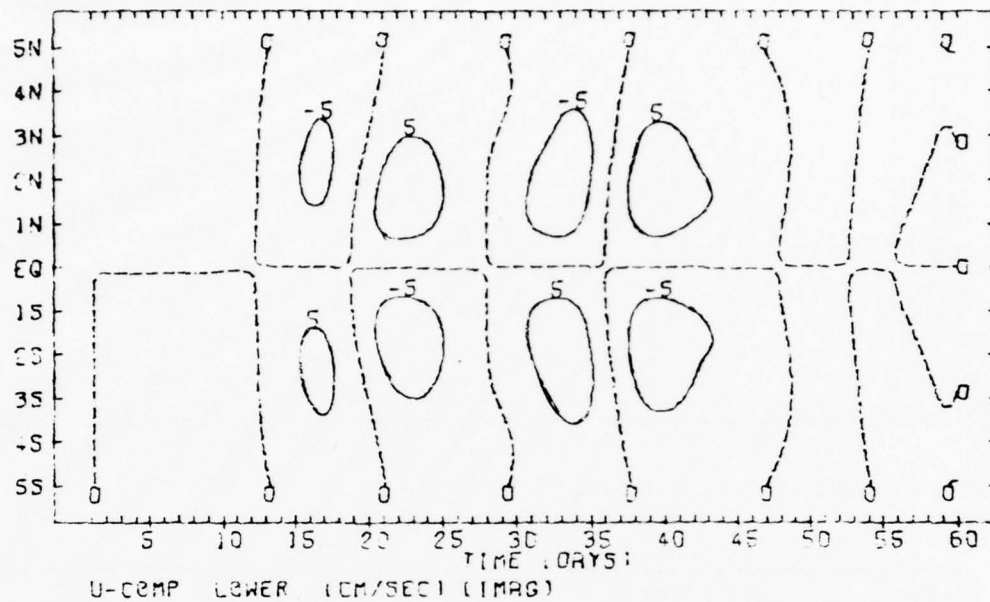 0 0 0 0 0 0 0
5N
4N
-5 -5
5 5
3N
0
2N
1N
EQ 0
-5 5 -5
1S 5
2S
3S 0
4S
5S
0 0 0 0 0 0 0 0
5 10 15 20 25 30 35 40 45 50 55 60
TIME (DAYS)
U-COMP LOWER (CM/SEC) (IMAG)